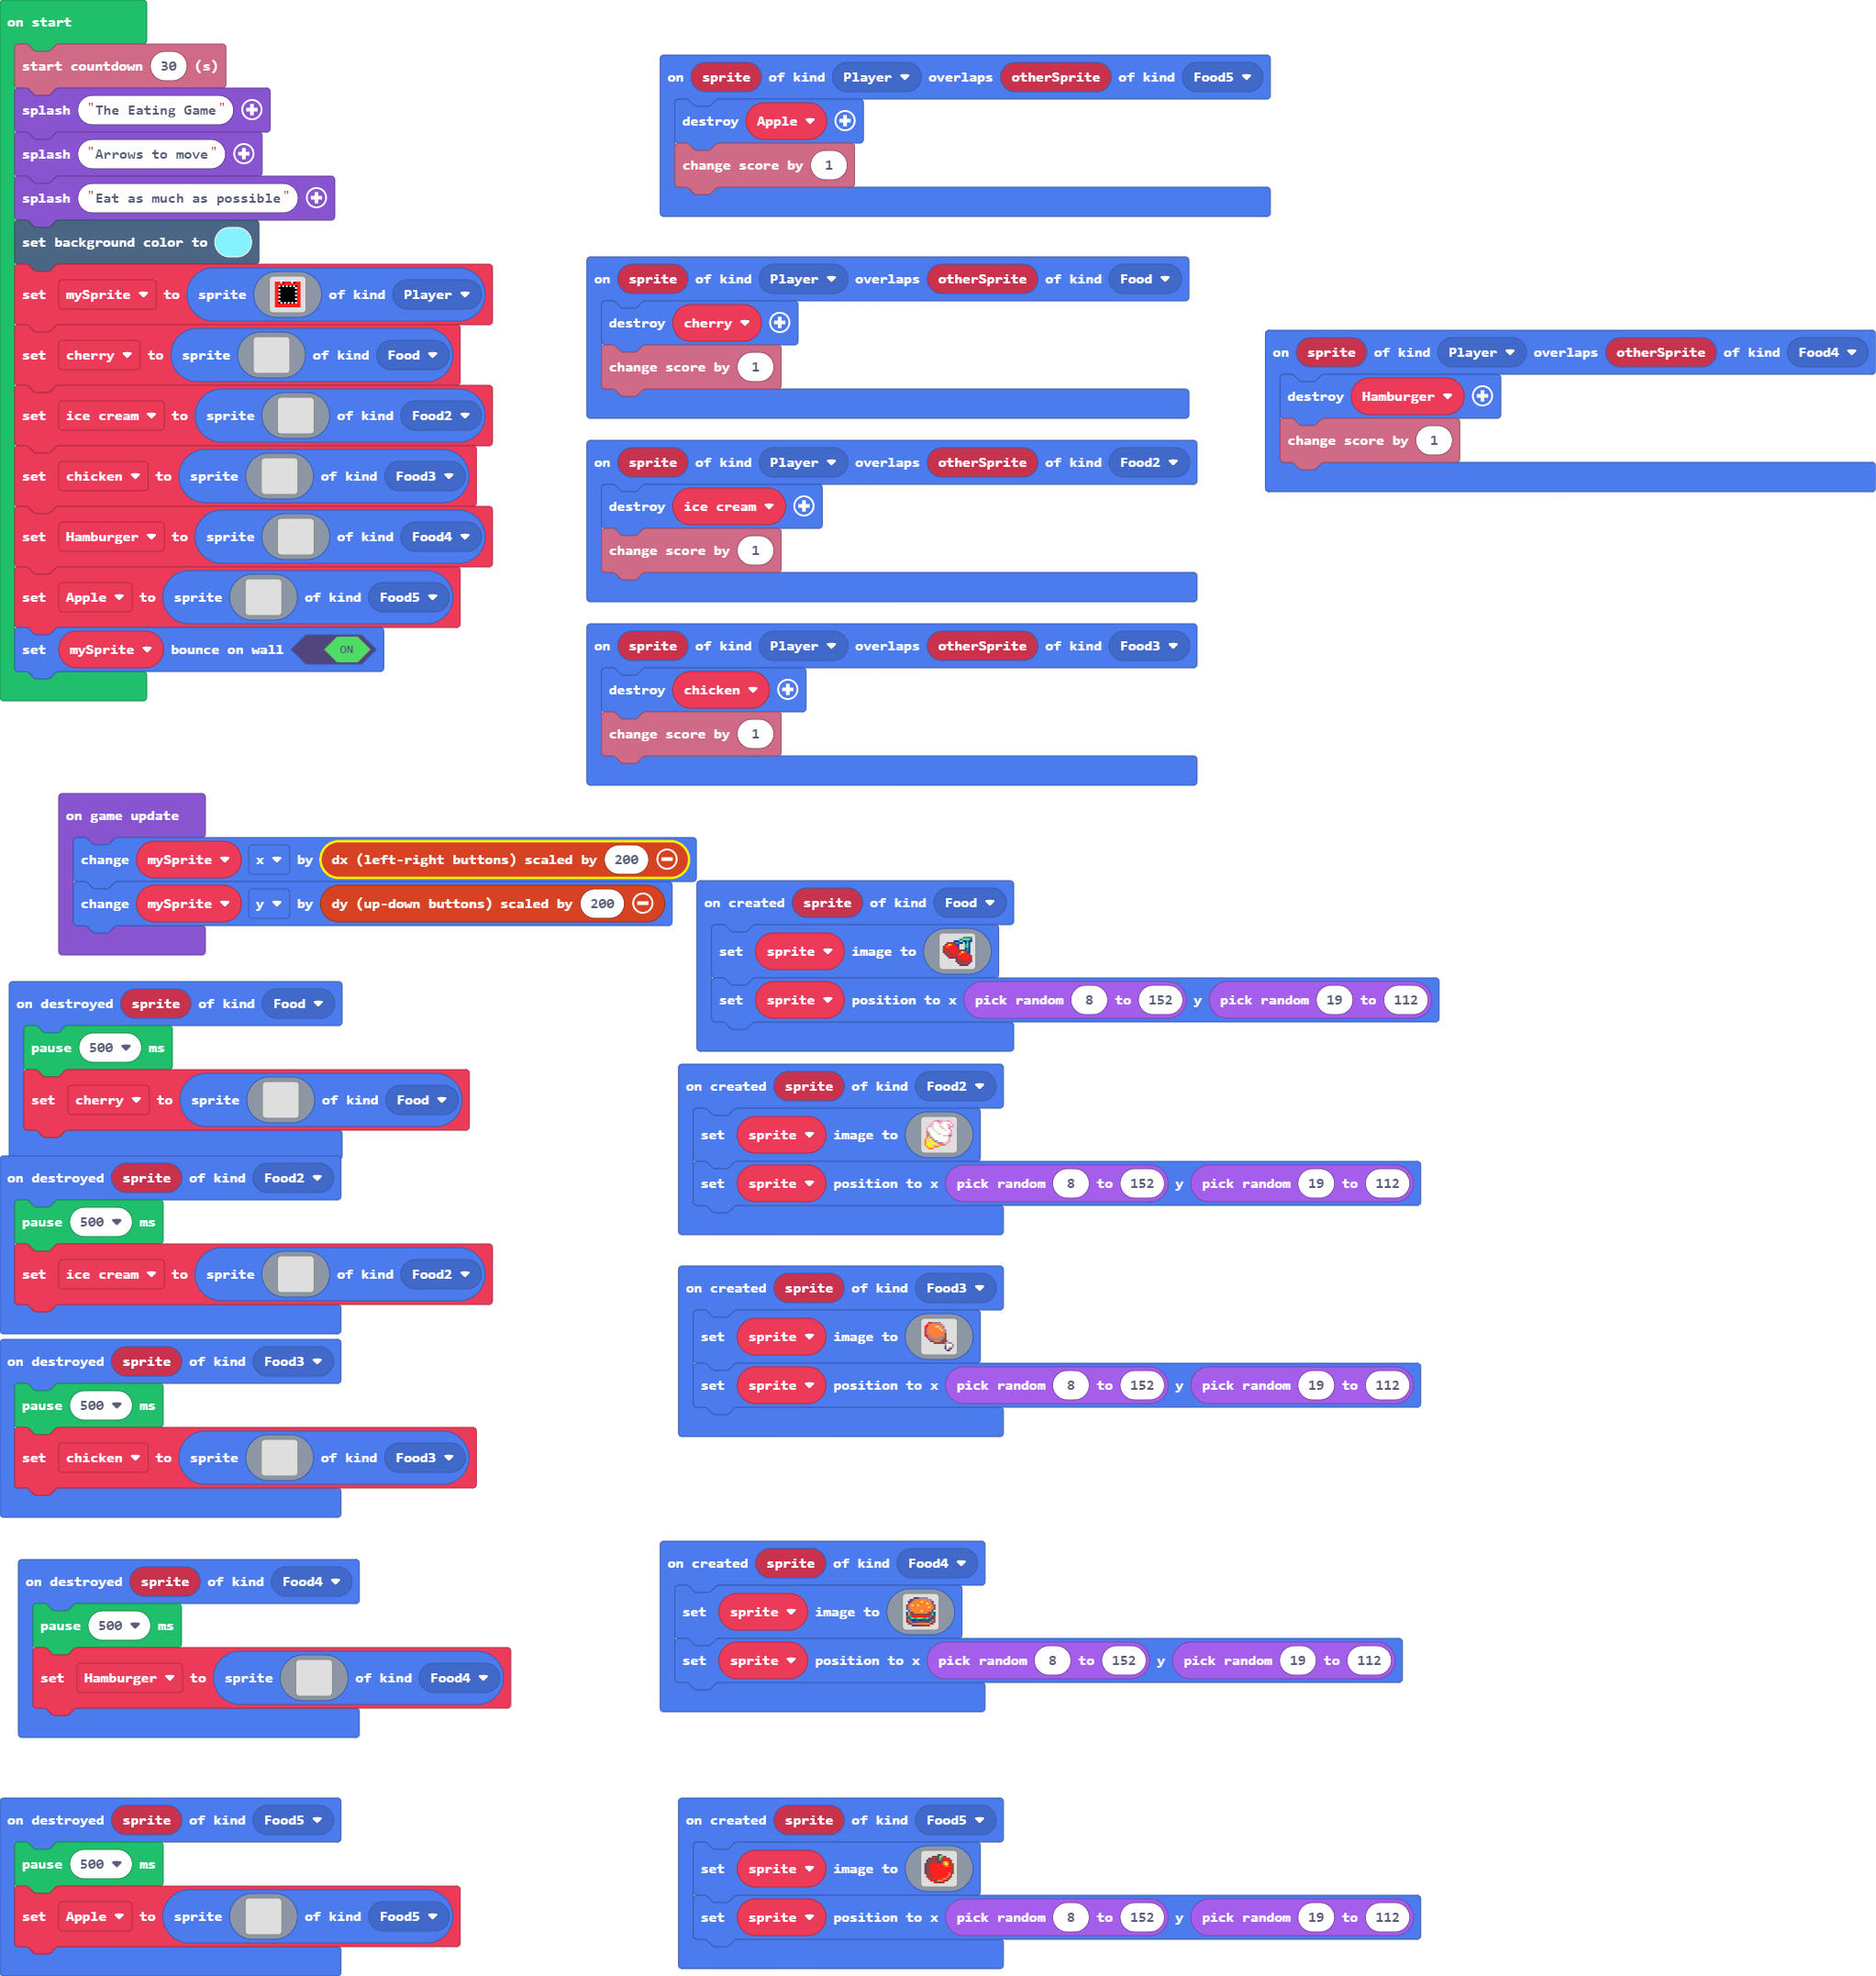 on start
start countdown 30 (s)
splash "The Eating Game"
splash "Arrows to move"
splash "Eat as much as possible"
set background color to
set mySprite to sprite of kind Player
set cherry to sprite of kind Food
set ice cream to sprite of kind Food2
set chicken to sprite of kind Food3
set Hamburger to sprite of kind Food4
set Apple to sprite of kind Food5
set mySprite bounce on wall ON
on sprite of kind Player overlaps otherSprite of kind Food5
destroy Apple
change score by 1
on sprite of kind Player overlaps otherSprite of kind Food
destroy cherry
change score by 1
on sprite of kind Player overlaps otherSprite of kind Food4
destroy Hamburger
change score by 1
on sprite of kind Player overlaps otherSprite of kind Food2
destroy ice cream
change score by 1
on sprite of kind Player overlaps otherSprite of kind Food3
destroy chicken
change score by 1
on game update
change mySprite x by dx (left-right buttons) scaled by 200
change mySprite y by dy (up-down buttons) scaled by 200
on created sprite of kind Food
set sprite image to
set sprite position to x pick random 8 to 152 y pick random 19 to 112
on destroyed sprite of kind Food
pause 500 ms
set cherry to sprite of kind Food
on created sprite of kind Food2
set sprite image to
set sprite position to x pick random 8 to 152 y pick random 19 to 112
on destroyed sprite of kind Food2
pause 500 ms
set ice cream to sprite of kind Food2
on created sprite of kind Food3
set sprite image to
set sprite position to x pick random 8 to 152 y pick random 19 to 112
on destroyed sprite of kind Food3
pause 500 ms
set chicken to sprite of kind Food3
on created sprite of kind Food4
set sprite image to
set sprite position to x pick random 8 to 152 y pick random 19 to 112
on destroyed sprite of kind Food4
pause 500 ms
set Hamburger to sprite of kind Food4
on created sprite of kind Food5
set sprite image to
set sprite position to x pick random 8 to 152 y pick random 19 to 112
on destroyed sprite of kind Food5
pause 500 ms
set Apple to sprite of kind Food5